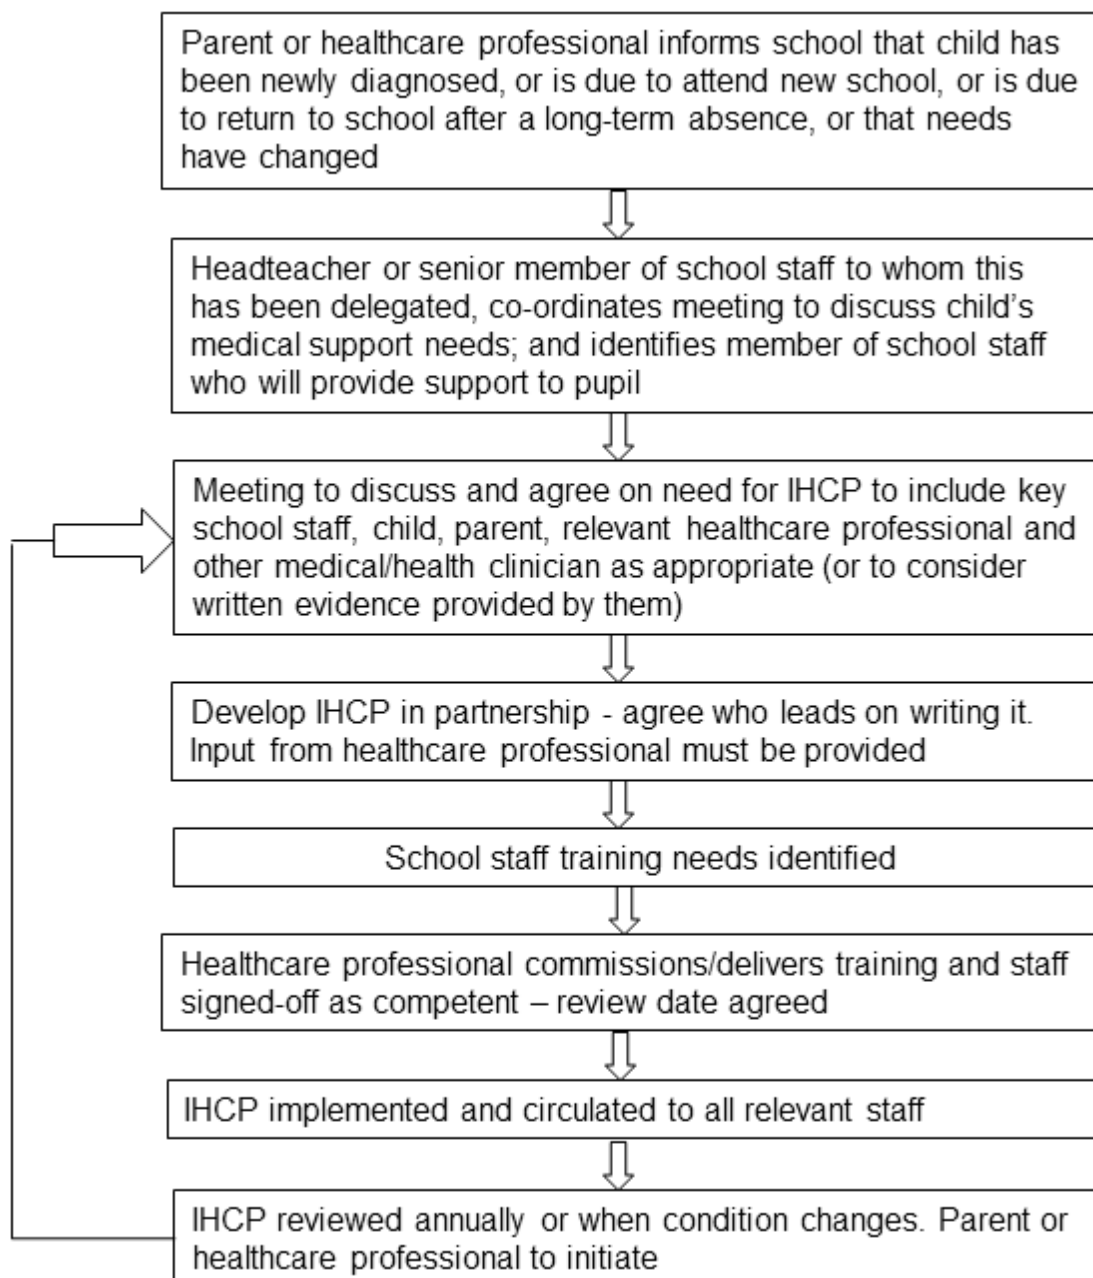 Parent or healthcare professional informs school that child has
been newly diagnosed, or is due to attend new school, or is due
to return to school after a long-term absence, or that needs
have changed
Headteacher or senior member of school staff to whom this
has been delegated, co-ordinates meeting to discuss child's
medical support needs; and identifies member of school staff
who will provide support to pupil
Meeting to discuss and agree on need for IHCP to include key
school staff, child, parent, relevant healthcare professional and
other medical/health clinician as appropriate (or to consider
written evidence provided by them)
Develop IHCP in partnership - agree who leads on writing it.
Input from healthcare professional must be provided
School staff training needs identified
Healthcare professional commissions/delivers training and staff
signed-off as competent – review date agreed
IHCP implemented and circulated to all relevant staff
IHCP reviewed annually or when condition changes. Parent or
healthcare professional to initiate